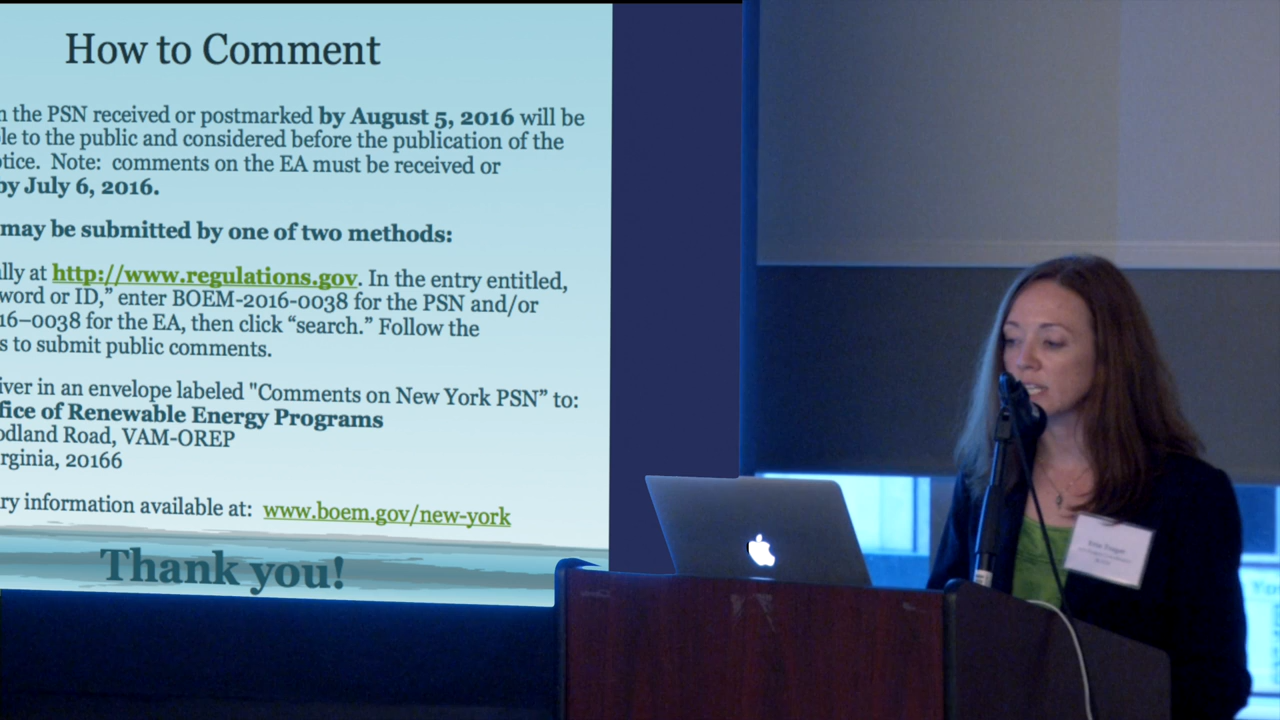 How to Comment
n the PSN received or postmarked by August 5, 2016 will be
le to the public and considered before the publication of the
tice. Note: comments on the EA must be received or
by July 6, 2016.
may be submitted by one of two methods:
lly at http://www.regulations.gov. In the entry entitled,
word or ID,” enter BOEM-2016-0038 for the PSN and/or
16–0038 for the EA, then click “search.” Follow the
s to submit public comments.
iver in an envelope labeled "Comments on New York PSN” to:
fice of Renewable Energy Programs
odland Road, VAM-OREP
rginia, 20166
ry information available at: www.boem.gov/new-york
Thank you!